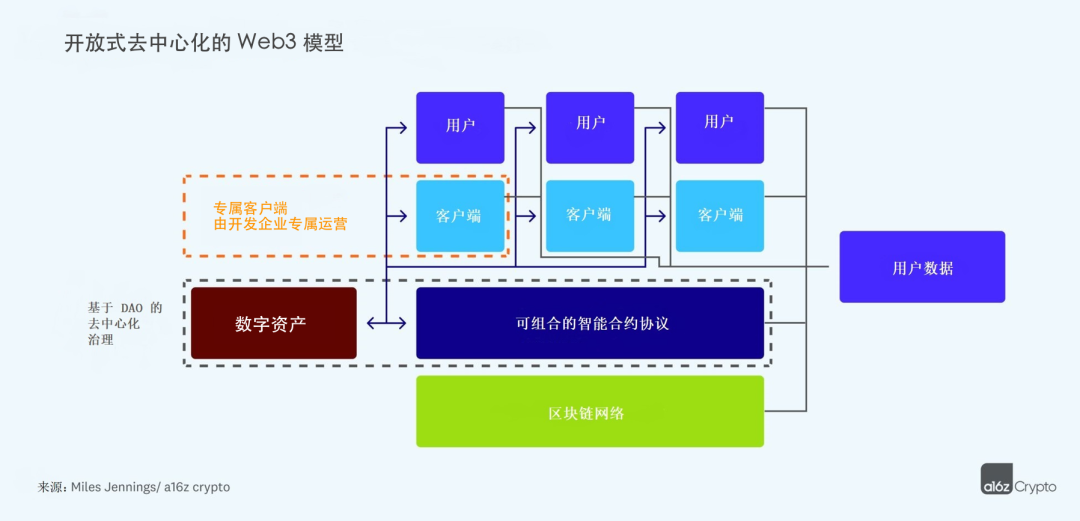 开放式去中心化的 Web3 模型
用户
用户
用户
专属客户端
由开发企业专属运营
客户端
客户端
客户端
用户数据
基于 DAO 的
去中心化
治理
数字资产
可组合的智能合约协议
区块链网络
来源：Miles Jennings/ a16z crypto
a16z Crypto